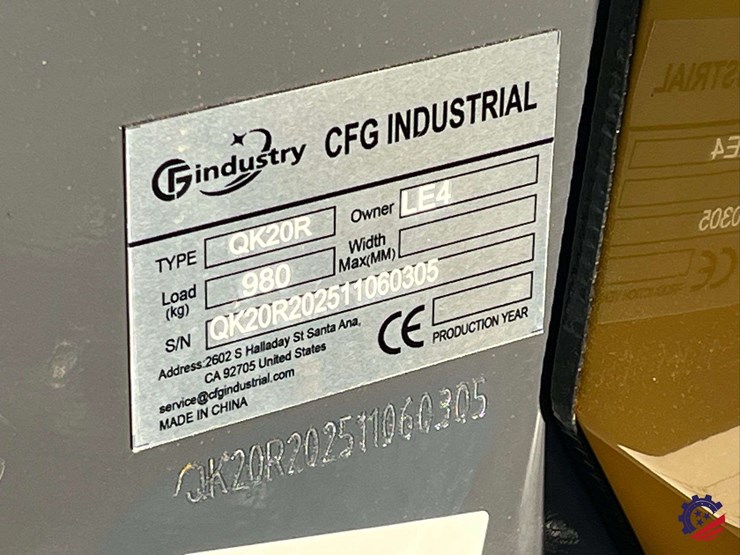 CFindustry CFG INDUSTRIAL
TYPE QK20R Owner LE4
Load (kg) 980 Width Max(MM)
S/N QK20R202511060305
Address:2602 S Halladay St Santa Ana,
CA 92705 United States
service@cfgindustrial.com
MADE IN CHINA
CE PRODUCTION YEAR
QK20R202511060305